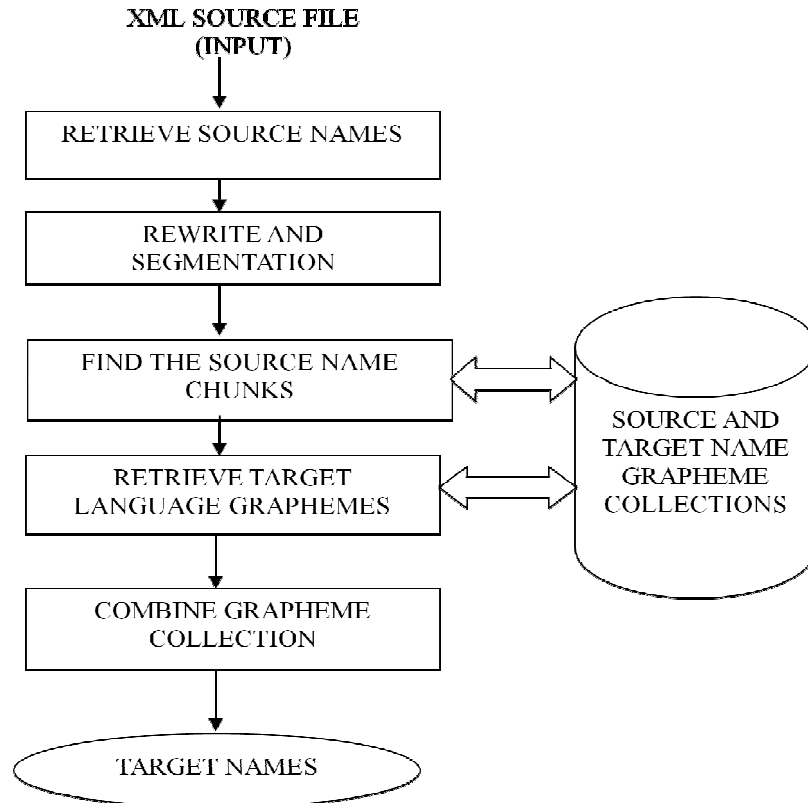 XML SOURCE FILE
(INPUT)
RETRIEVE SOURCE NAMES
REWRITE AND
SEGMENTATION
FIND THE SOURCE NAME
CHUNKS
SOURCE AND
TARGET NAME
GRAPHEME
COLLECTIONS
RETRIEVE TARGET
LANGUAGE GRAPHEMES
COMBINE GRAPHEME
COLLECTION
TARGET NAMES